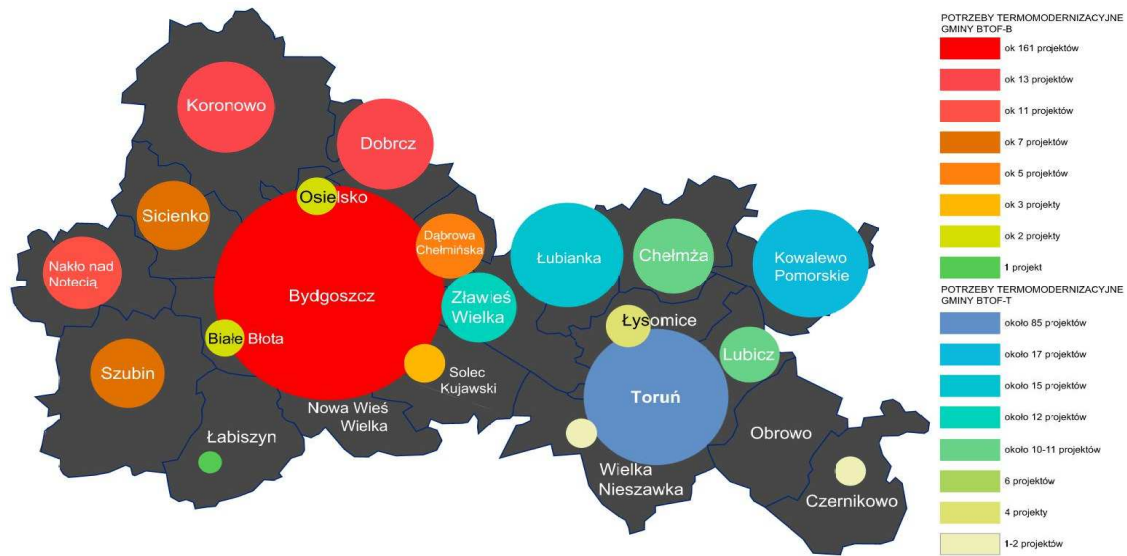 Koronowo
Dobrcz
Osielsko
Sicienko
Dąbrowa
Chełmińska
Nakło nad
Notecią
Łubianka
Chełmża
Kowalewo
Pomorskie
Bydgoszcz
Zławieś
Wielka
Łysomice
Białe Błota
Lubicz
Szubin
Solec
Kujawski
Toruń
Nowa Wieś
Wielka
Obrowo
Łabiszyn
Wielka
Nieszawka
Czernikowo
POTRZEBY TERMOMODERNIZACYJNE
GMINY BTOF-B
ok 161 projektów
ok 13 projektów
ok 11 projektów
ok 7 projektów
ok 5 projektów
ok 3 projekty
ok 2 projekty
1 projekt
POTRZEBY TERMOMODERNIZACYJNE
GMINY BTOF-T
około 85 projektów
około 17 projektów
około 15 projektów
około 12 projektów
około 10-11 projektów
6 projektów
4 projekty
1-2 projektów